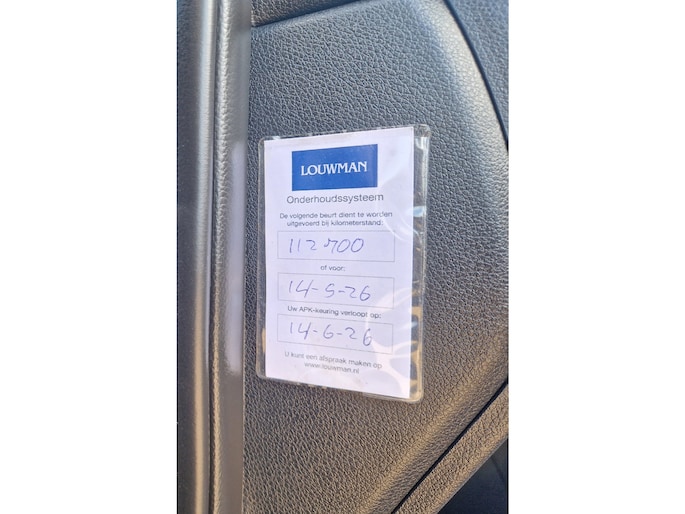 LOUWMAN
Onderhoudssysteem
De volgende beurt dient te worden
uitgevoerd bij kilometerstand:
112700
of voor:
14-5-26
Uw APK-keuring verloopt op:
14-6-26
U kunt een afspraak maken op
www.louwman.nl